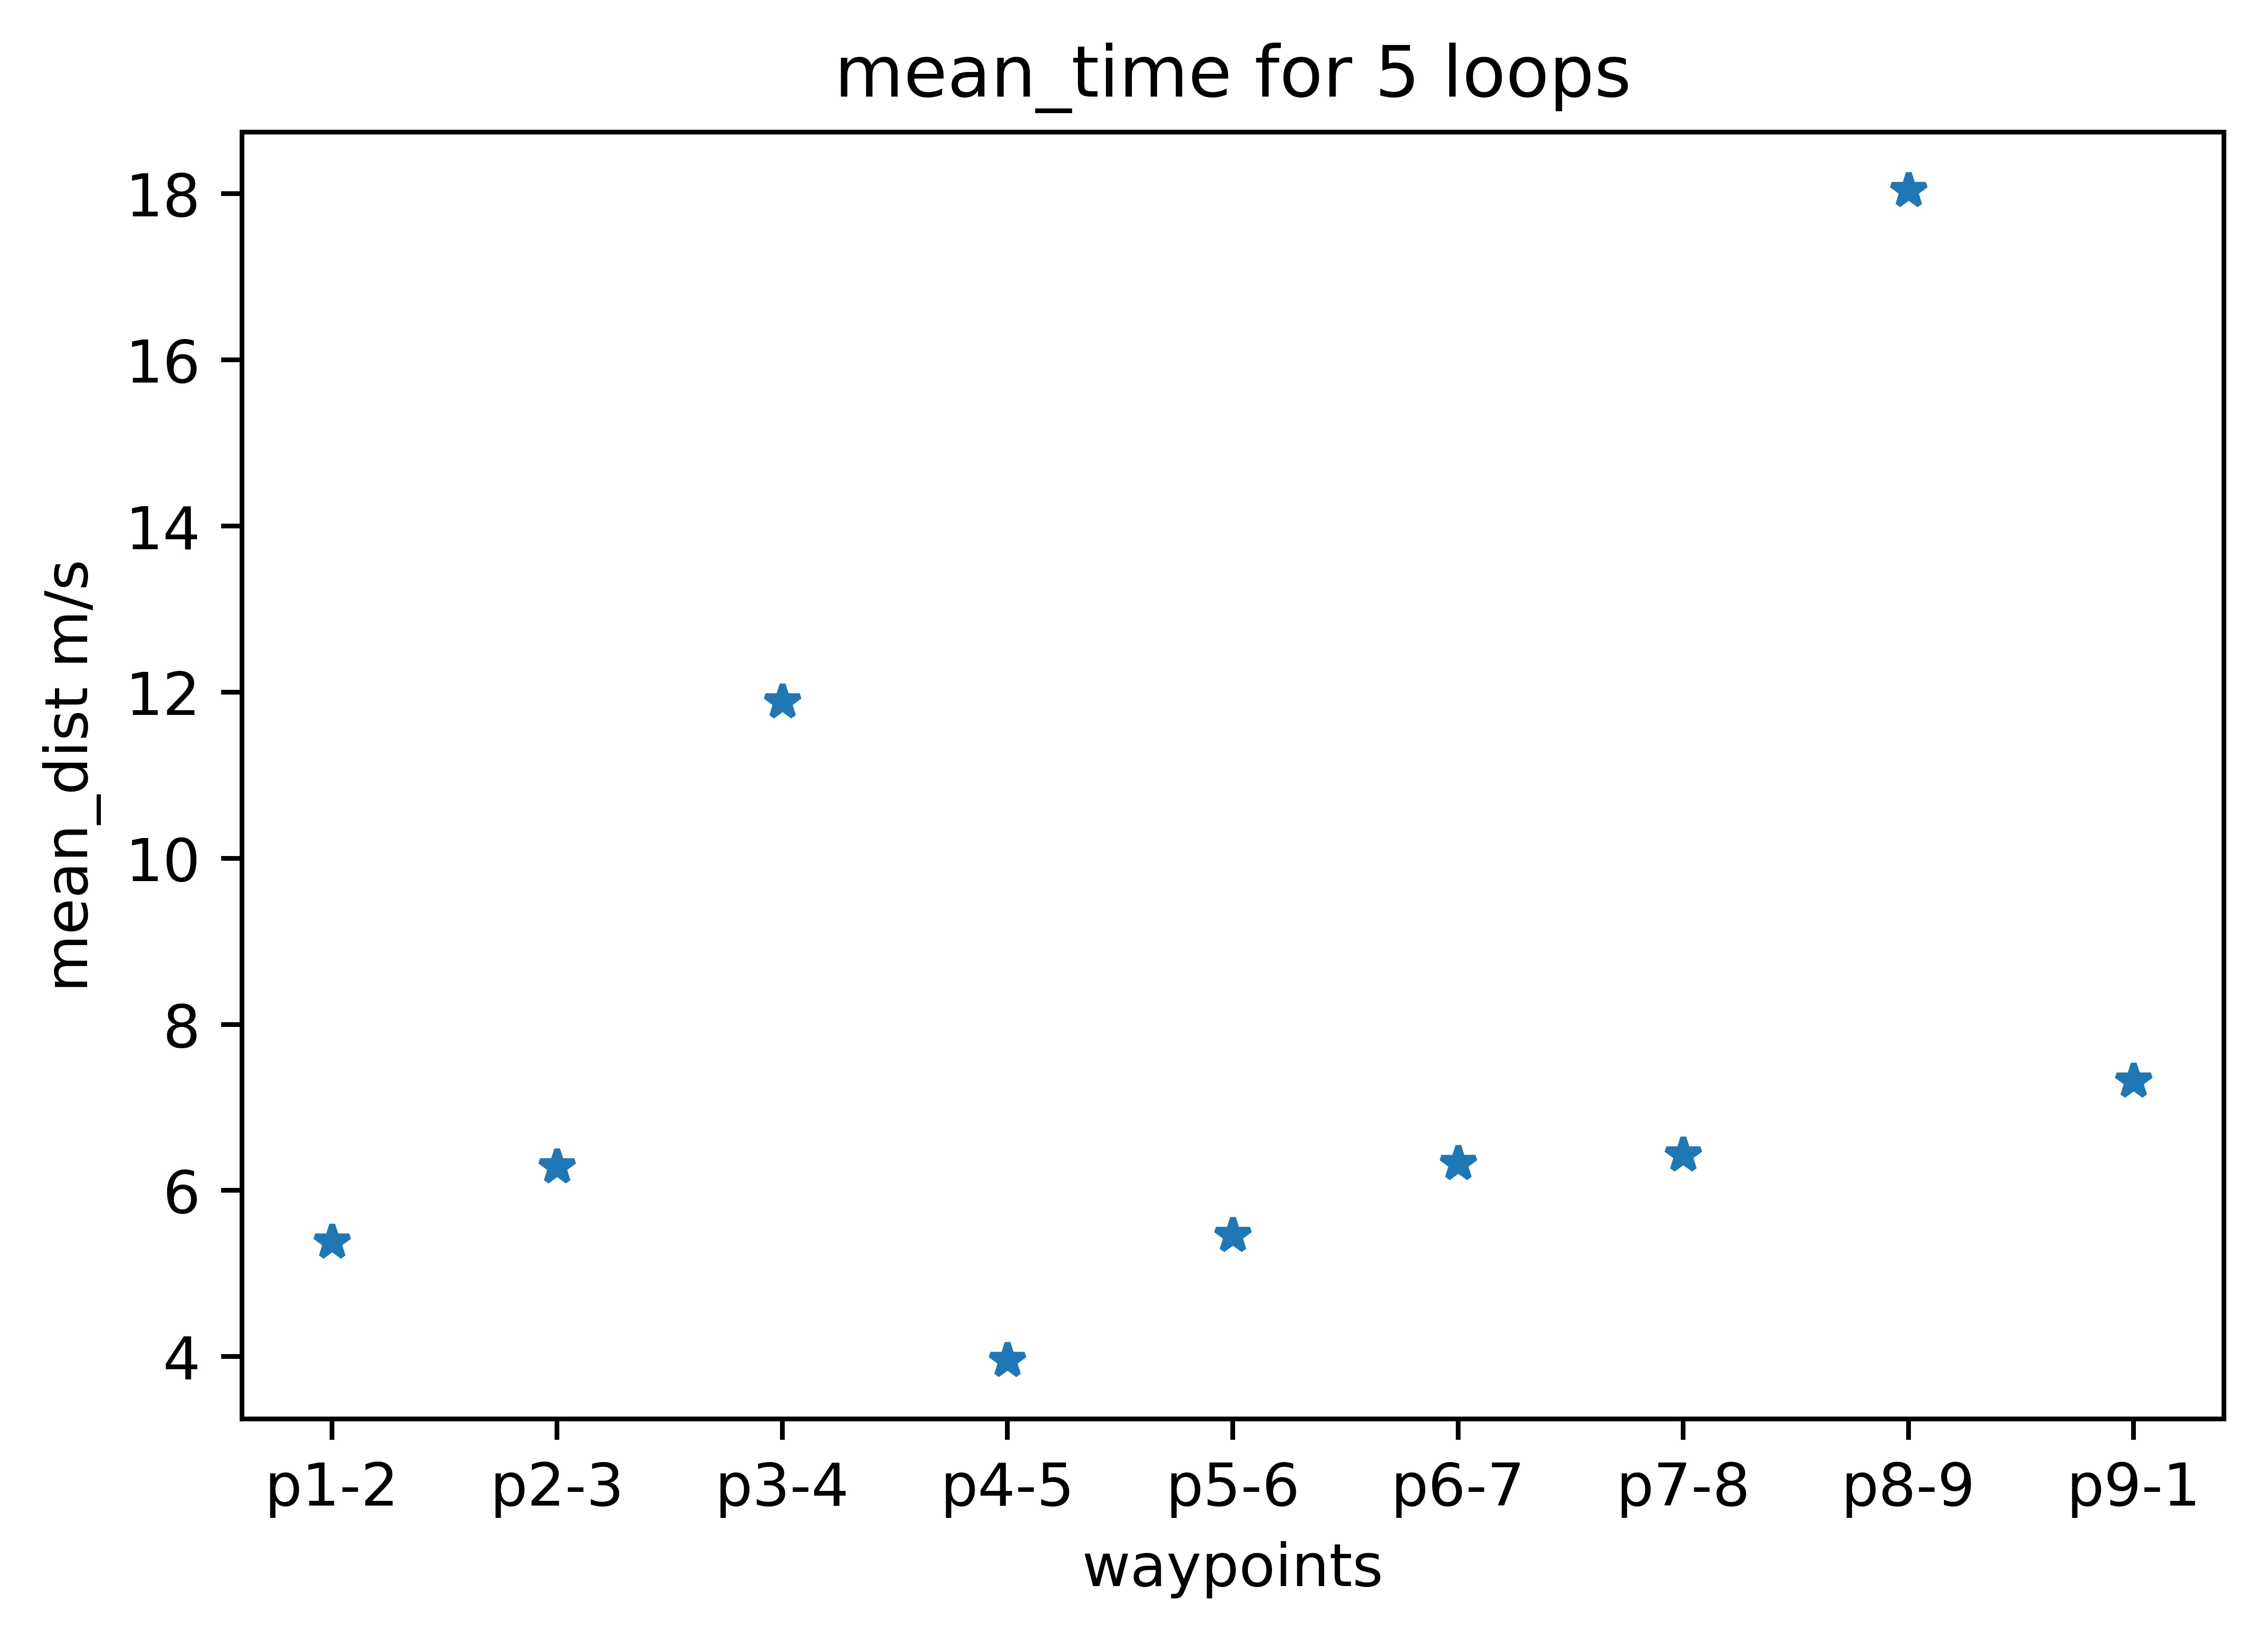 mean_time for 5 loops
mean_dist m/s
18
16
14
12
10
8
6
4
p1-2 p2-3 p3-4 p4-5 p5-6 p6-7 p7-8 p8-9 p9-1
waypoints